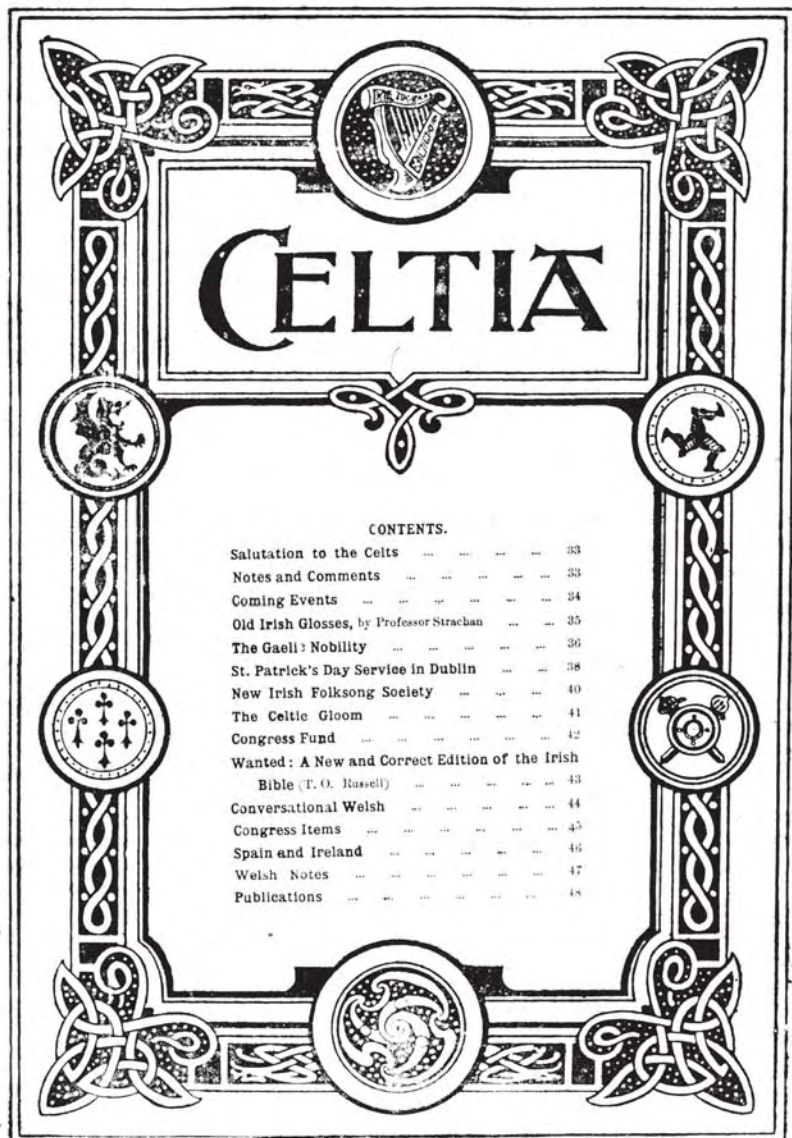 CELTIA
CONTENTS.
Salutation to the Celts ... ... ... ... 33
Notes and Comments ... ... ... ... ... 33
Coming Events ... ... ... ... ... ... 34
Old Irish Glosses, by Professor Strachan ... ... 35
The Gaeli: Nobility ... ... ... ... ... 36
St. Patrick's Day Service in Dublin ... ... 38
New Irish Folksong Society ... ... ... 40
The Celtic Gloom ... ... ... ... ... 41
Congress Fund ... ... ... ... ... ... 42
Wanted: A New and Correct Edition of the Irish
Bible (T. O. Russell) ... ... ... ... ... 43
Conversational Welsh ... ... ... ... 44
Congress Items ... ... ... ... ... ... 45
Spain and Ireland ... ... ... ... ... 46
Welsh Notes ... ... ... ... ... ... 47
Publications ... ... ... ... ... ... 48